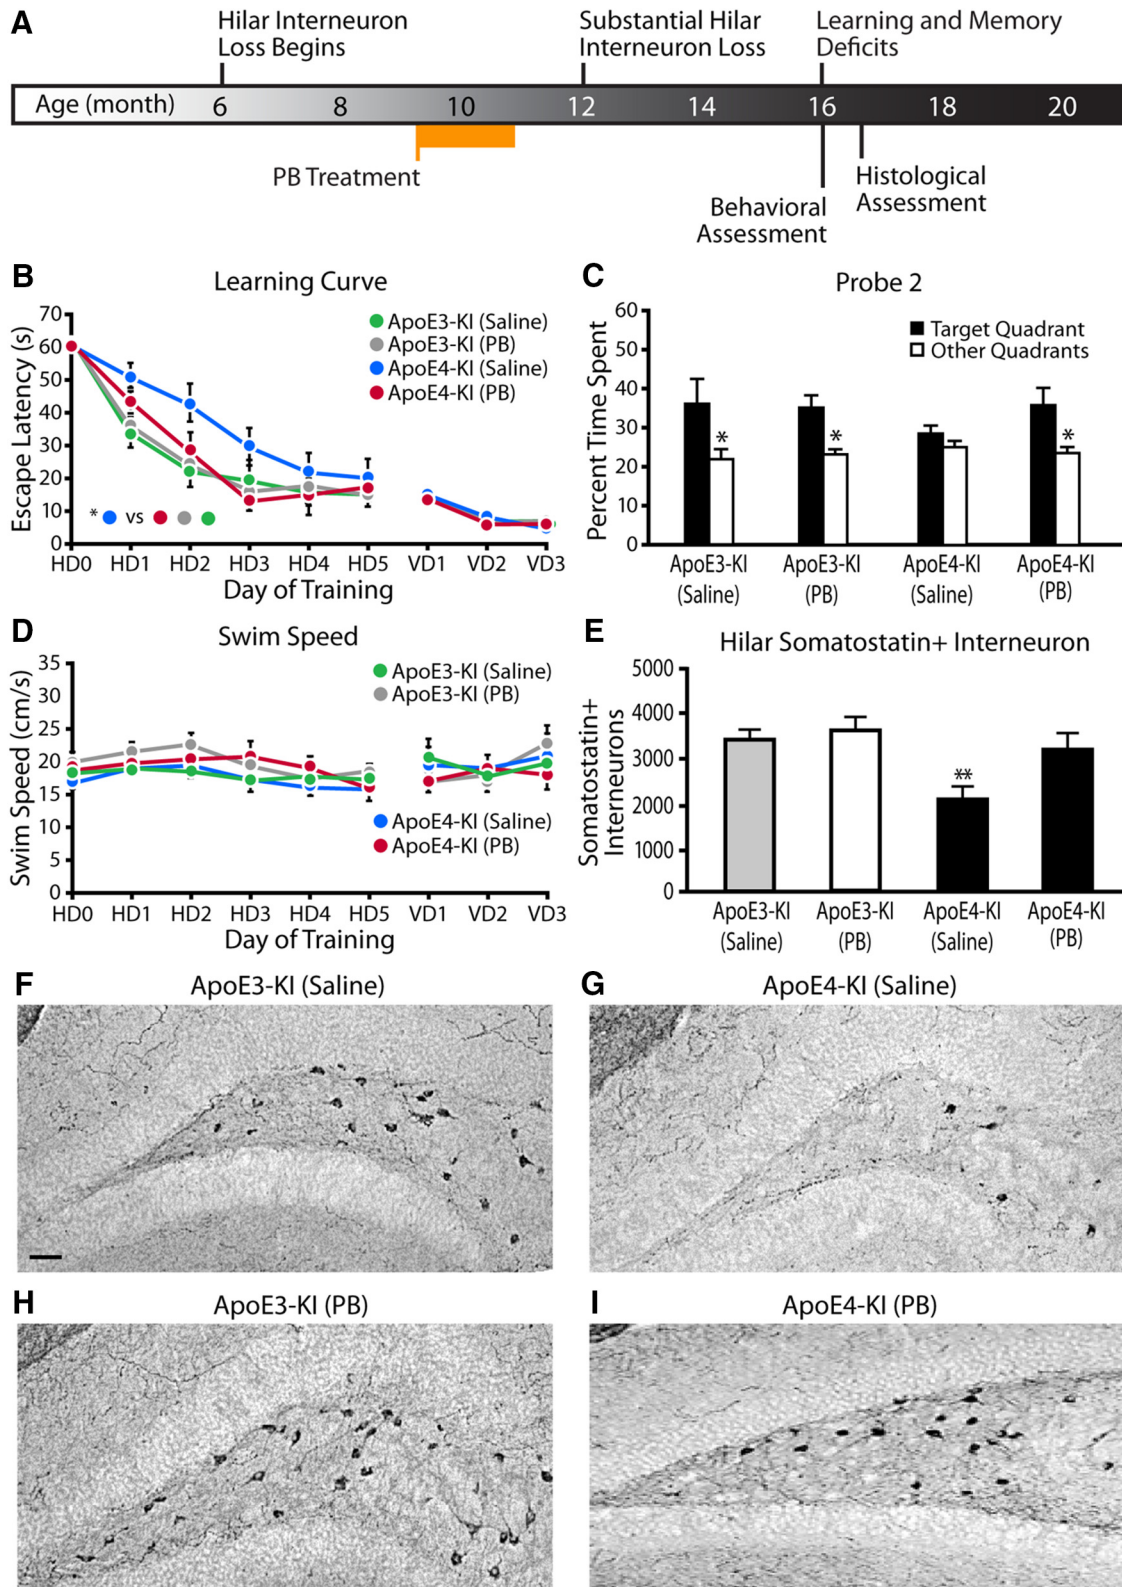 A
Hilar Interneuron
Loss Begins
Substantial Hilar
Interneuron Loss
Learning and Memory
Deficits
Age (month) 6 8 10 12 14 16 18 20
PB Treatment
Behavioral
Assessment
Histological
Assessment
B
Learning Curve
Escape Latency (s)
70
60
50
40
30
20
10
0
ApoE3-KI (Saline)
ApoE3-KI (PB)
ApoE4-KI (Saline)
ApoE4-KI (PB)
* vs
HD0 HD1 HD2 HD3 HD4 HD5 VD1 VD2 VD3
Day of Training
C
Probe 2
Percent Time Spent
60
50
40
30
20
10
0
Target Quadrant
Other Quadrants
* * *
ApoE3-KI (Saline)
ApoE3-KI (PB)
ApoE4-KI (Saline)
ApoE4-KI (PB)
D
Swim Speed
Swim Speed (cm/s)
35
30
25
20
15
10
5
0
ApoE3-KI (Saline)
ApoE3-KI (PB)
ApoE4-KI (Saline)
ApoE4-KI (PB)
HD0 HD1 HD2 HD3 HD4 HD5 VD1 VD2 VD3
Day of Training
E
Hilar Somatostatin+ Interneuron
Somatostatin+
Interneurons
5000
4000
3000
2000
1000
0
**
ApoE3-KI (Saline)
ApoE3-KI (PB)
ApoE4-KI (Saline)
ApoE4-KI (PB)
F
ApoE3-KI (Saline)
G
ApoE4-KI (Saline)
H
ApoE3-KI (PB)
I
ApoE4-KI (PB)